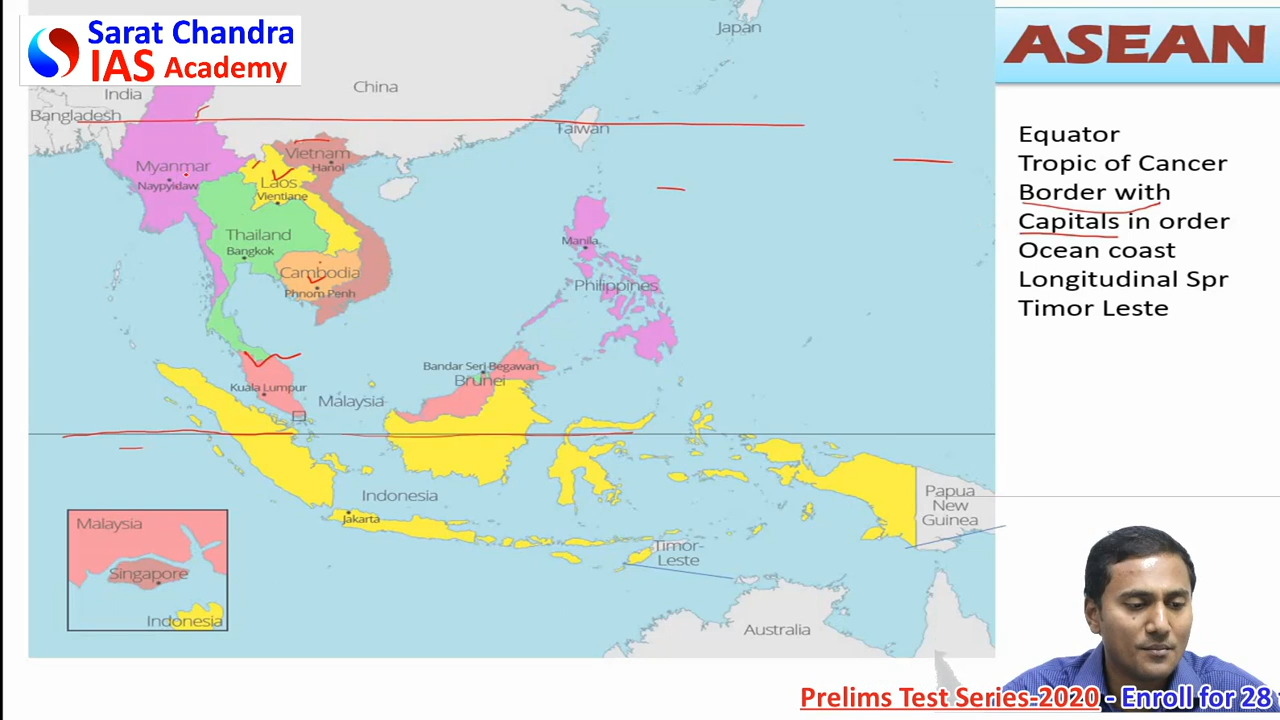 Sarat Chandra
IAS Academy
ASEAN
Equator
Tropic of Cancer
Border with
Capitals in order
Ocean coast
Longitudinal Spr
Timor Leste
Japan
India
China
Bangladesh
Taiwan
Myanmar
Naypyidaw
Vietnam
Hanoi
Laos
Vientiane
Thailand
Bangkok
Cambodia
Phnom Penh
Manila
Philippines
Bandar Seri Begawan
Brunei
Kuala Lumpur
Malaysia
Indonesia
Jakarta
Papua
New
Guinea
Timor-
Leste
Australia
Malaysia
Singapore
Indonesia
Prelims Test Series-2020 - Enroll for 28